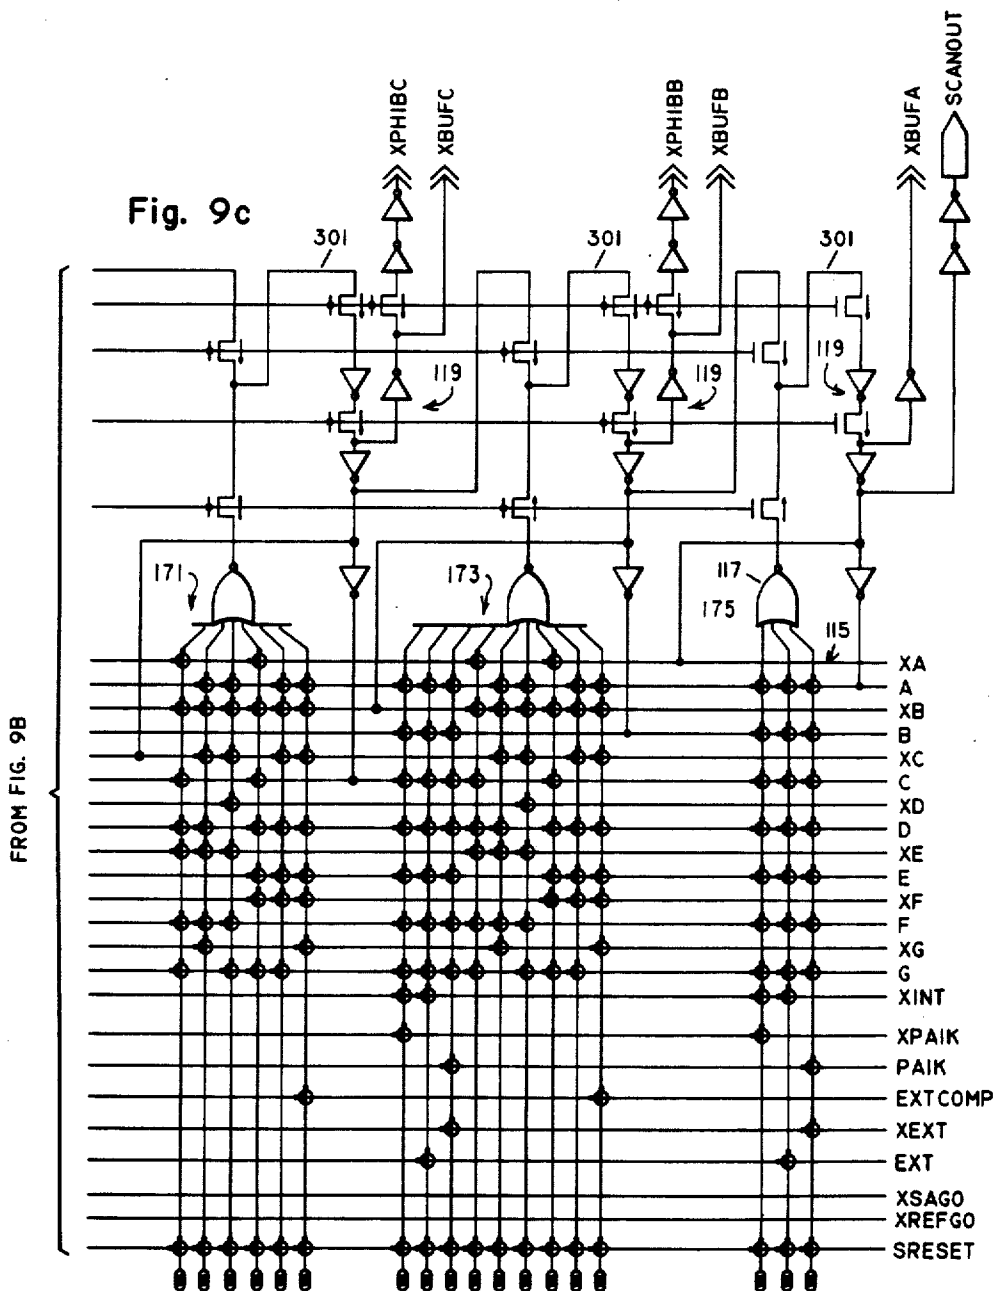 XPHIBC
XBUFC
XPHIBB
XBUFB
XBUFA
SCANOUT
Fig. 9c
301
301
301
119
119
119
171
173
117
175
115
FROM FIG. 9B
XA
A
XB
B
XC
C
XD
D
XE
E
XF
F
XG
G
XINT
XPAIK
PAIK
EXTCOMP
XEXT
EXT
XSAGO
XREFGO
SRESET